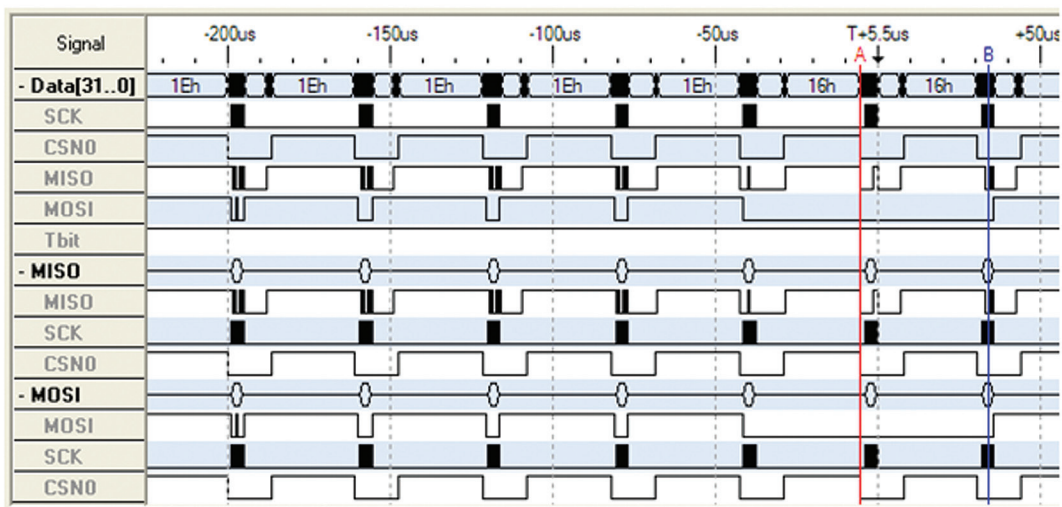 Signal -200us -150us -100us -50us T+5.5us +50us
A B
- Data[31..0] 1Eh 1Eh 1Eh 1Eh 1Eh 16h 16h
SCK
CSN0
MISO
MOSI
Tbit
- MISO
MISO
SCK
CSN0
- MOSI
MOSI
SCK
CSN0